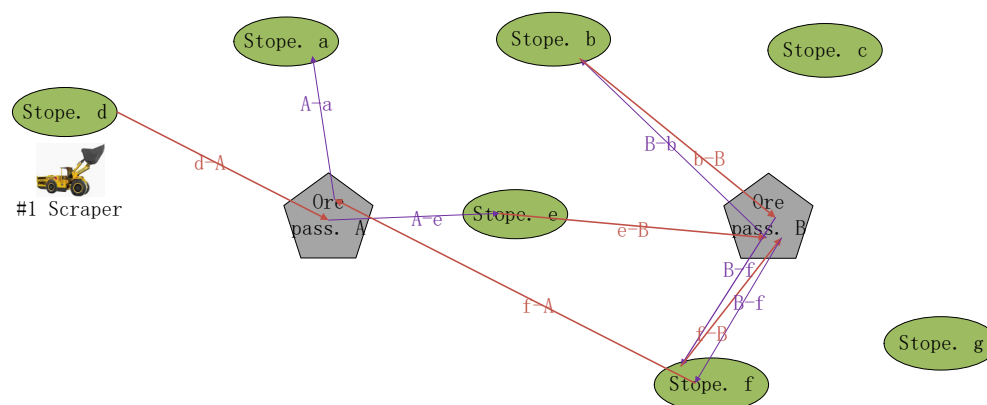 Stope. a
Stope. b
Stope. c
Stope. d
A-a
B-b
b-B
d-A
#1 Scraper
Ore
pass. A
A-e
Stope. e
e-B
Ore
pass. B
B-f
B-f
f-A
f-B
Stope. g
Stope. f